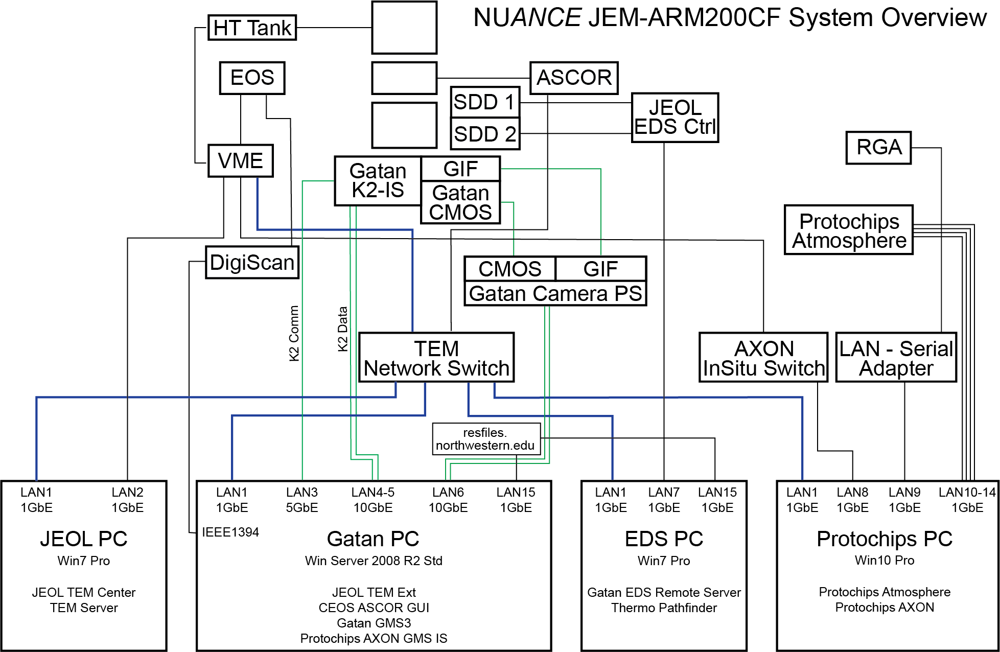 NUANCE JEM-ARM200CF System Overview
HT Tank
EOS
ASCOR
SDD 1
SDD 2
JEOL
EDS Ctrl
RGA
VME
Gatan
K2-IS
GIF
Gatan
CMOS
Protochips
Atmosphere
DigiScan
CMOS
GIF
Gatan Camera PS
K2 Comm
K2 Data
TEM
Network Switch
AXON
InSitu Switch
LAN - Serial
Adapter
resfiles.
northwestern.edu
LAN1
1GbE
LAN2
1GbE
JEOL PC
Win7 Pro
JEOL TEM Center
TEM Server
LAN1
1GbE
LAN3
5GbE
LAN4-5
10GbE
LAN6
10GbE
LAN15
1GbE
IEEE1394
Gatan PC
Win Server 2008 R2 Std
JEOL TEM Ext
CEOS ASCOR GUI
Gatan GMS3
Protochips AXON GMS IS
LAN1
1GbE
LAN7
1GbE
LAN15
1GbE
EDS PC
Win7 Pro
Gatan EDS Remote Server
Thermo Pathfinder
LAN1
1GbE
LAN8
1GbE
LAN9
1GbE
LAN10-14
1GbE
Protochips PC
Win10 Pro
Protochips Atmosphere
Protochips AXON